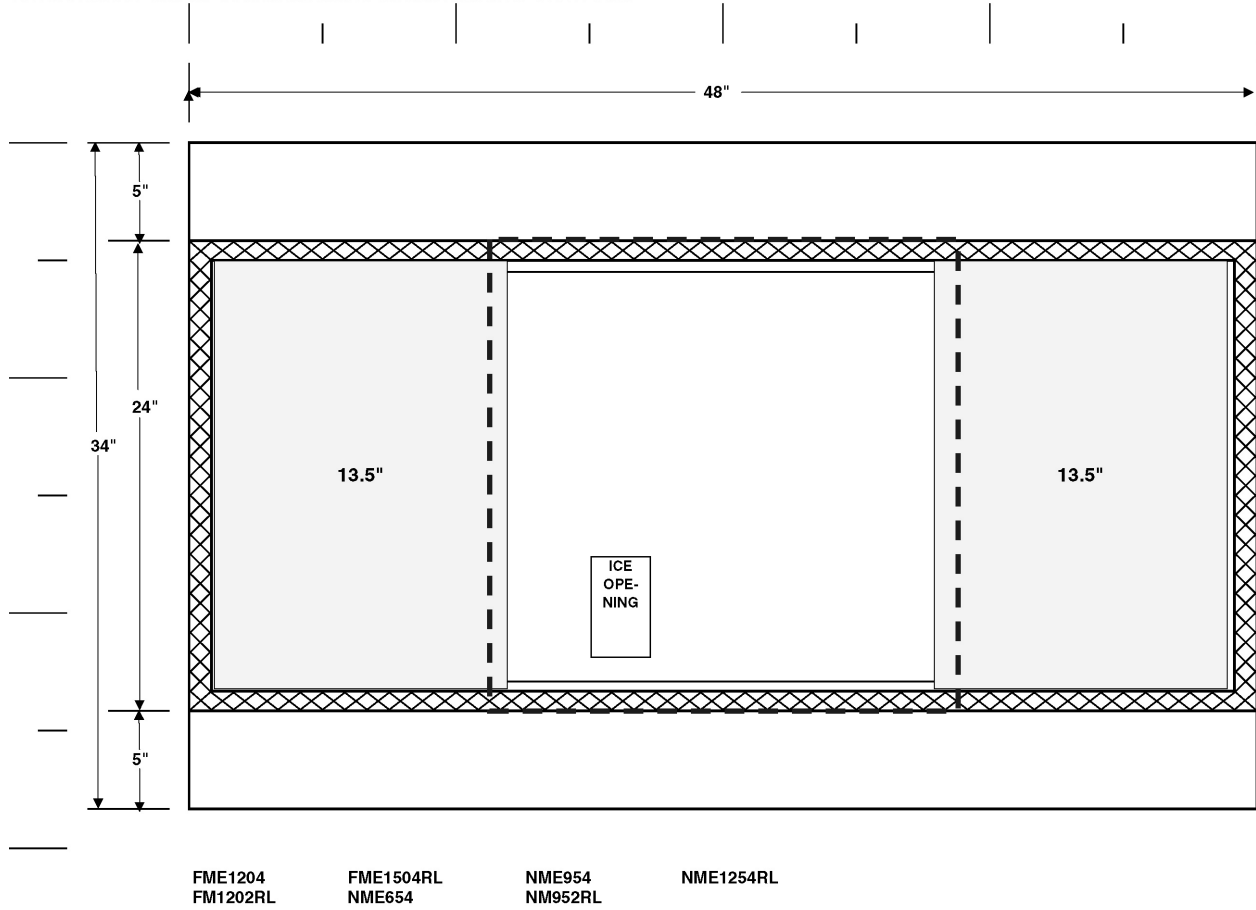 48"
5"
24"
34"
13.5"
13.5"
ICE
OPE-
NING
5"
FME1204 FME1504RL NME954 NME1254RL
FM1202RL NME654 NM952RL